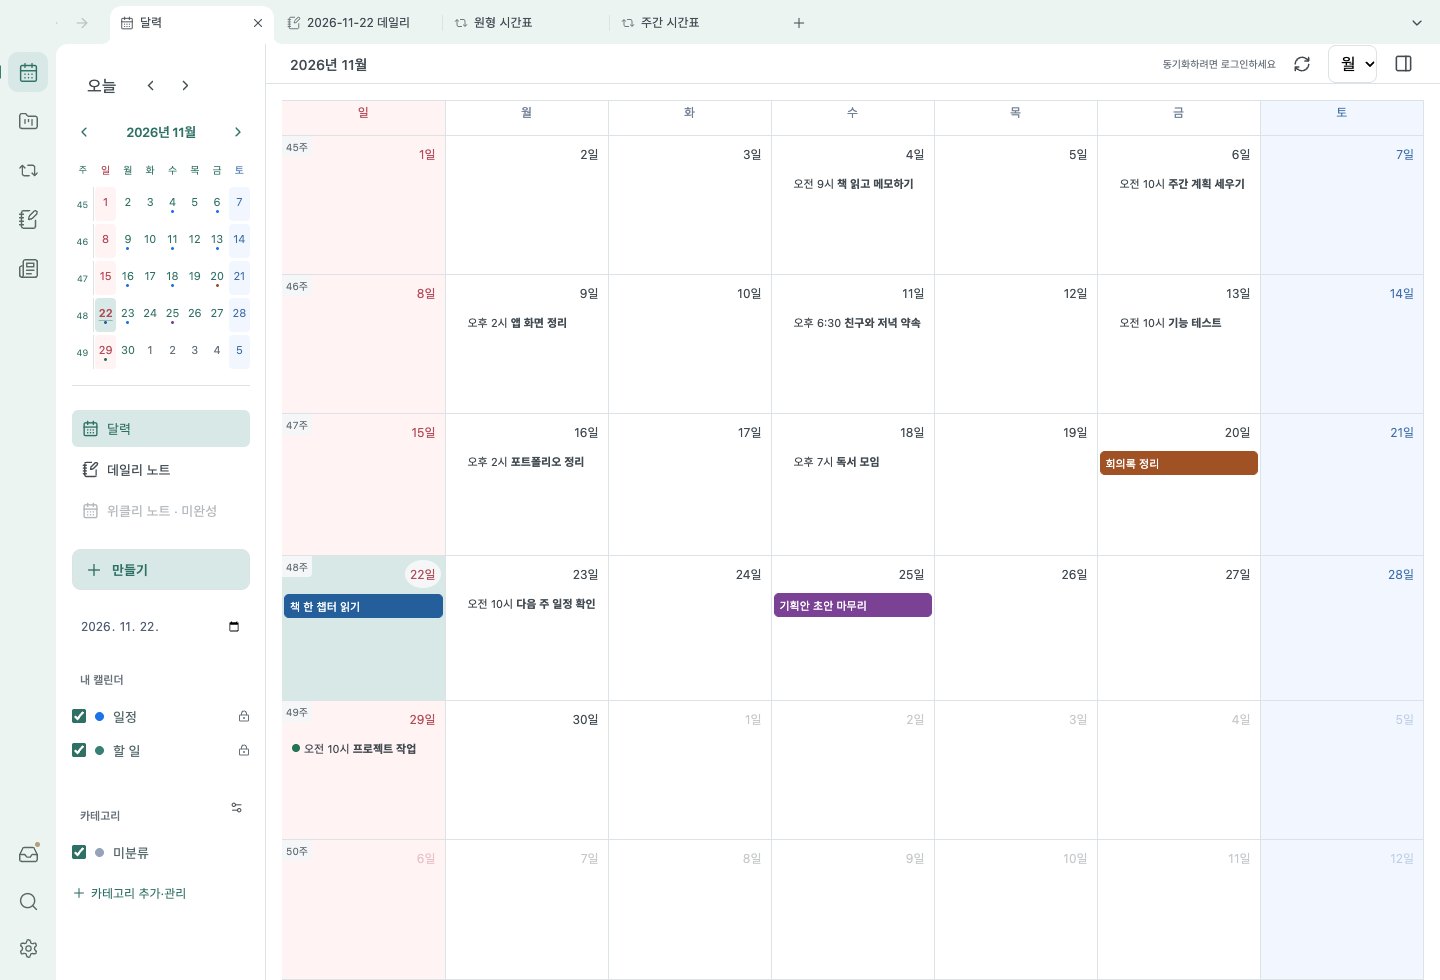 달력
2026-11-22 데일리
원형 시간표
주간 시간표
오늘
2026년 11월
주 일 월 화 수 목 금 토
45 1 2 3 4 5 6 7
46 8 9 10 11 12 13 14
47 15 16 17 18 19 20 21
48 22 23 24 25 26 27 28
49 29 30 1 2 3 4 5
달력
데일리 노트
위클리 노트 · 미완성
만들기
2026. 11. 22.
내 캘린더
일정
할 일
카테고리
미분류
카테고리 추가·관리
2026년 11월
동기화하려면 로그인하세요
월
일 월 화 수 목 금 토
45주 1일 2일 3일 4일 5일 6일 7일
오전 9시 책 읽고 메모하기
오전 10시 주간 계획 세우기
46주 8일 9일 10일 11일 12일 13일 14일
오후 2시 앱 화면 정리
오후 6:30 친구와 저녁 약속
오전 10시 기능 테스트
47주 15일 16일 17일 18일 19일 20일 21일
오후 2시 포트폴리오 정리
오후 7시 독서 모임
회의록 정리
48주 22일 23일 24일 25일 26일 27일 28일
책 한 챕터 읽기
오전 10시 다음 주 일정 확인
기획안 초안 마무리
49주 29일 30일 1일 2일 3일 4일 5일
오전 10시 프로젝트 작업
50주 6일 7일 8일 9일 10일 11일 12일